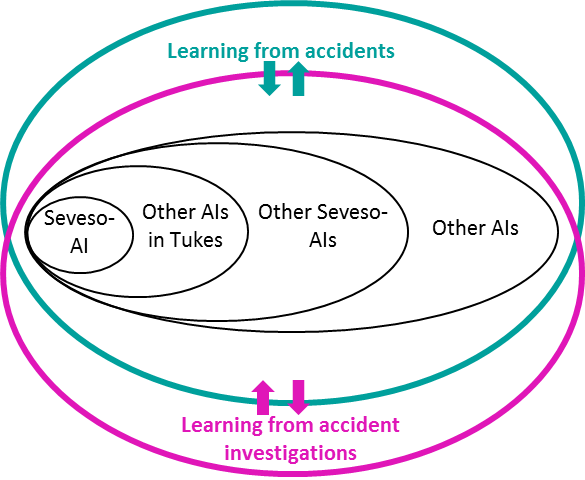 Learning from accidents
Seveso-
AI
Other AIs
in Tukes
Other Seveso-
AIs
Other AIs
Learning from accident
investigations